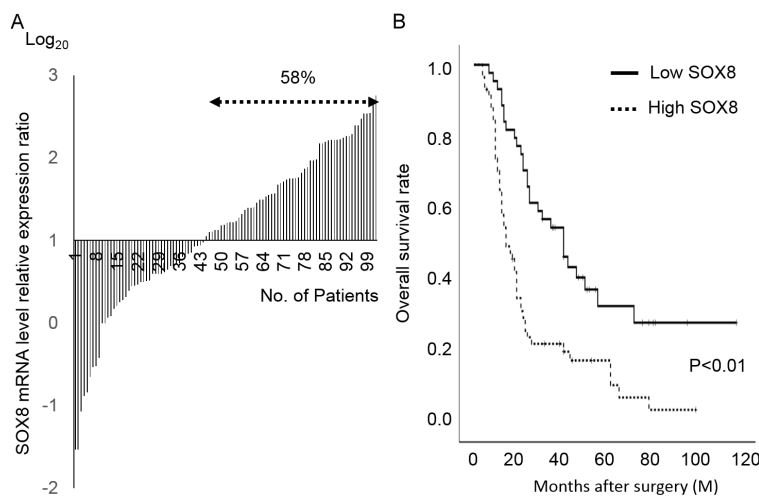 A
Log20
SOX8 mRNA level relative expression ratio
3
2
1
0
-1
-2
58%
1
8
15
22
29
36
43
50
57
64
71
78
85
92
99
No. of Patients
B
Overall survival rate
1.0
0.8
0.6
0.4
0.2
0.0
Low SOX8
High SOX8
P<0.01
0 20 40 60 80 100 120
Months after surgery (M)